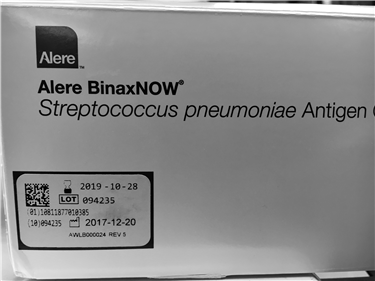 Alere™
Alere BinaxNOW®
Streptococcus pneumoniae Antigen
2019-10-28
LOT 094235
(01)10811877010385
(10)094235 2017-12-20
AWLB000024 REV 5